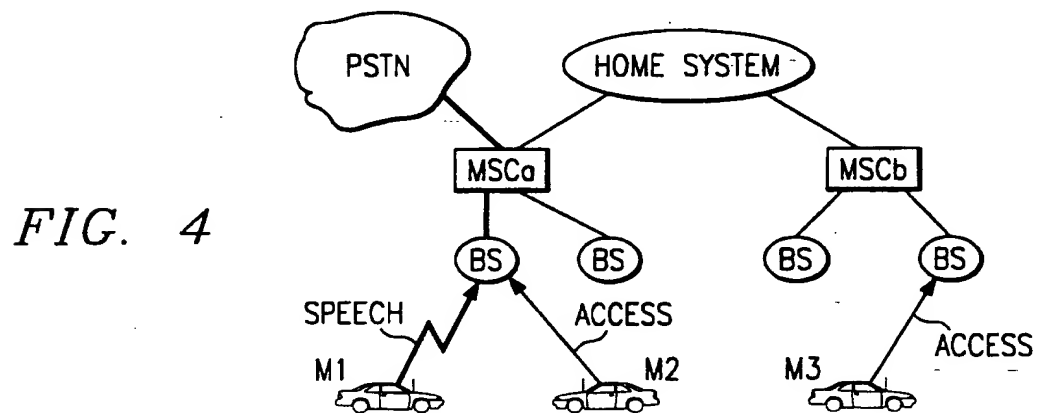 PSTN
HOME SYSTEM
MSCa
MSCb
FIG. 4
BS
BS
BS
BS
SPEECH
ACCESS
ACCESS
M1
M2
M3